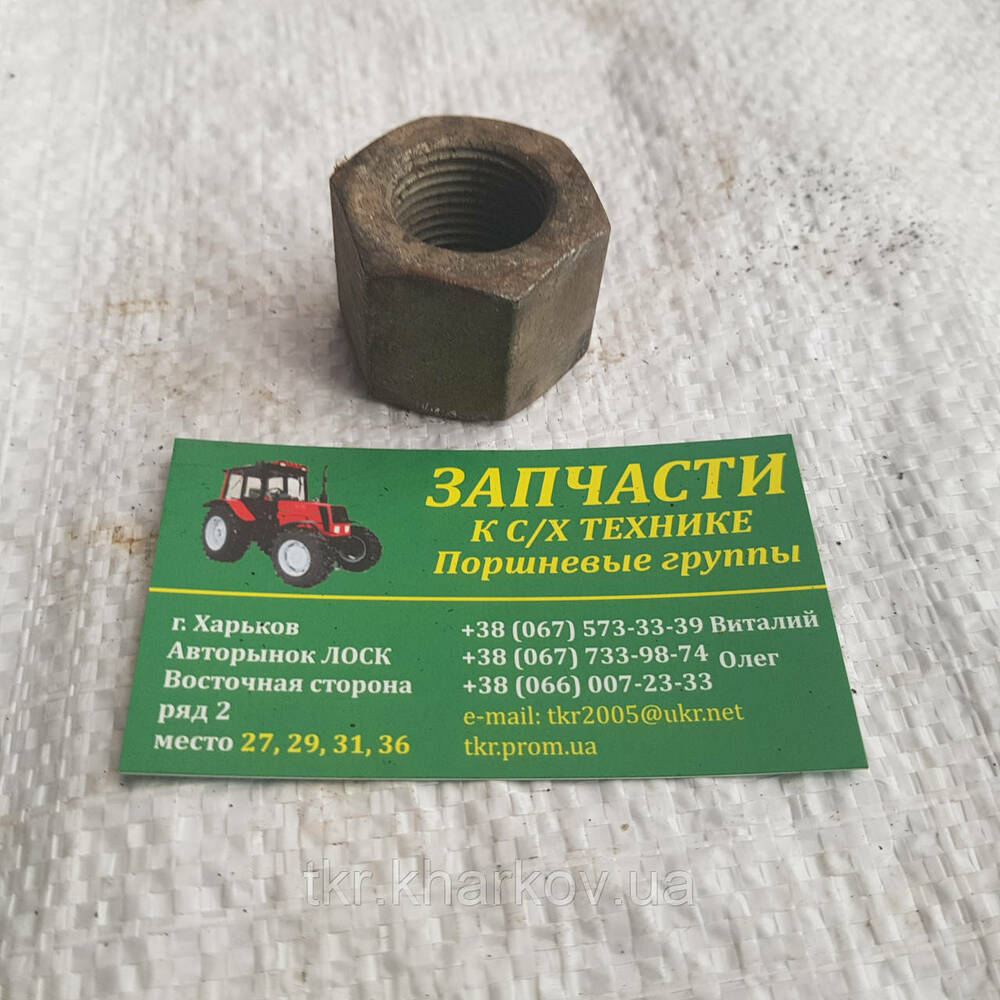 ЗАПЧАСТИ
К С/Х ТЕХНИКЕ
Поршневые группы
г. Харьков
Авторынок ЛОСК
Восточная сторона
ряд 2
место 27, 29, 31, 36
+38 (067) 573-33-39 Виталий
+38 (067) 733-98-74 Олег
+38 (066) 007-23-33
e-mail: tkr2005@ukr.net
tkr.prom.ua
tkr.kharkov.ua